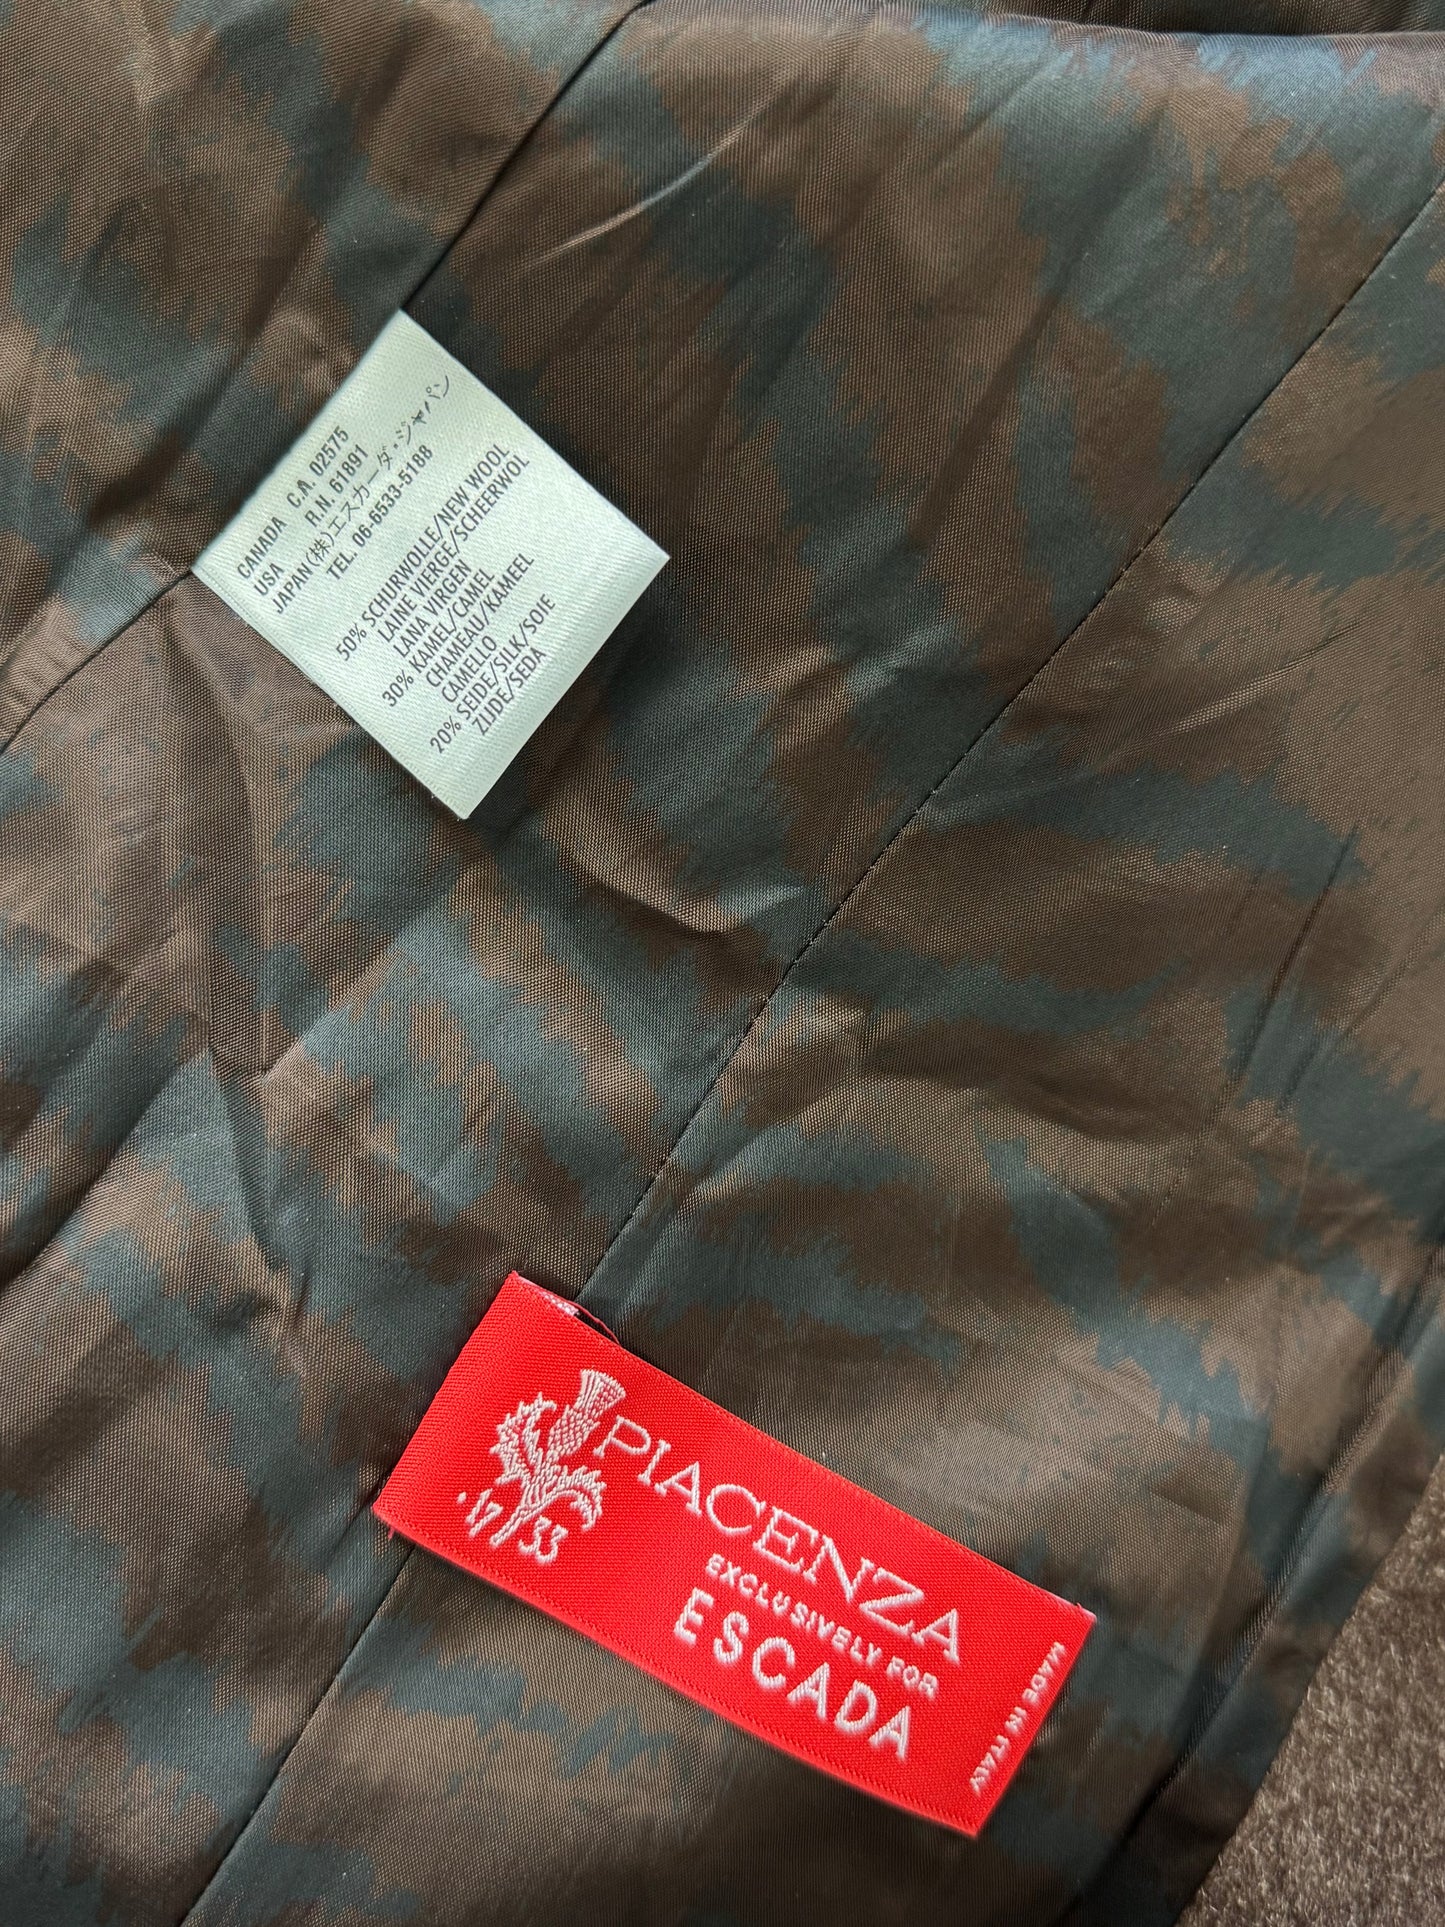 CANADA C.A. 02575
USA R.N. 61891
JAPAN(株)エスカーダ・ジャパン
TEL. 06-6533-5188
50% SCHURWOLLE/NEW WOOL
LAINE VIERGE/SCHEERWOL
LANA VIRGEN
30% KAMEL/CAMEL
CHAMEAU/KAMEEL
CAMELLO
20% SEIDE/SILK/SOIE
ZIJDE/SEDA
PIACENZA
·1733
EXCLUSIVELY FOR
ESCADA
MADE IN ITALY